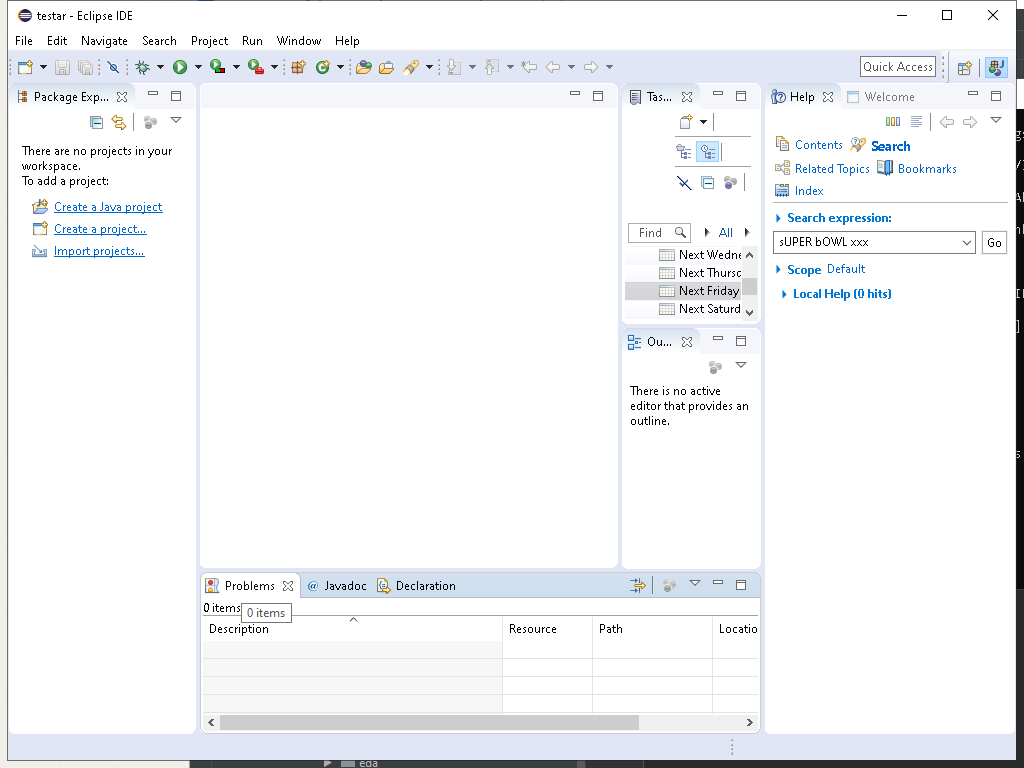 testar - Eclipse IDE
File Edit Navigate Search Project Run Window Help
Quick Access
Package Exp...
There are no projects in your
workspace.
To add a project:
Create a Java project
Create a project...
Import projects...
Tas...
Find
All
Next Wedne
Next Thursd
Next Friday
Next Saturd
Ou...
There is no active
editor that provides an
outline.
Help Welcome
Contents Search
Related Topics Bookmarks
Index
Search expression:
sUPER bOWL xxx
Go
Scope Default
Local Help (0 hits)
Problems @ Javadoc Declaration
0 items
0 items
Description Resource Path Locatio
eda